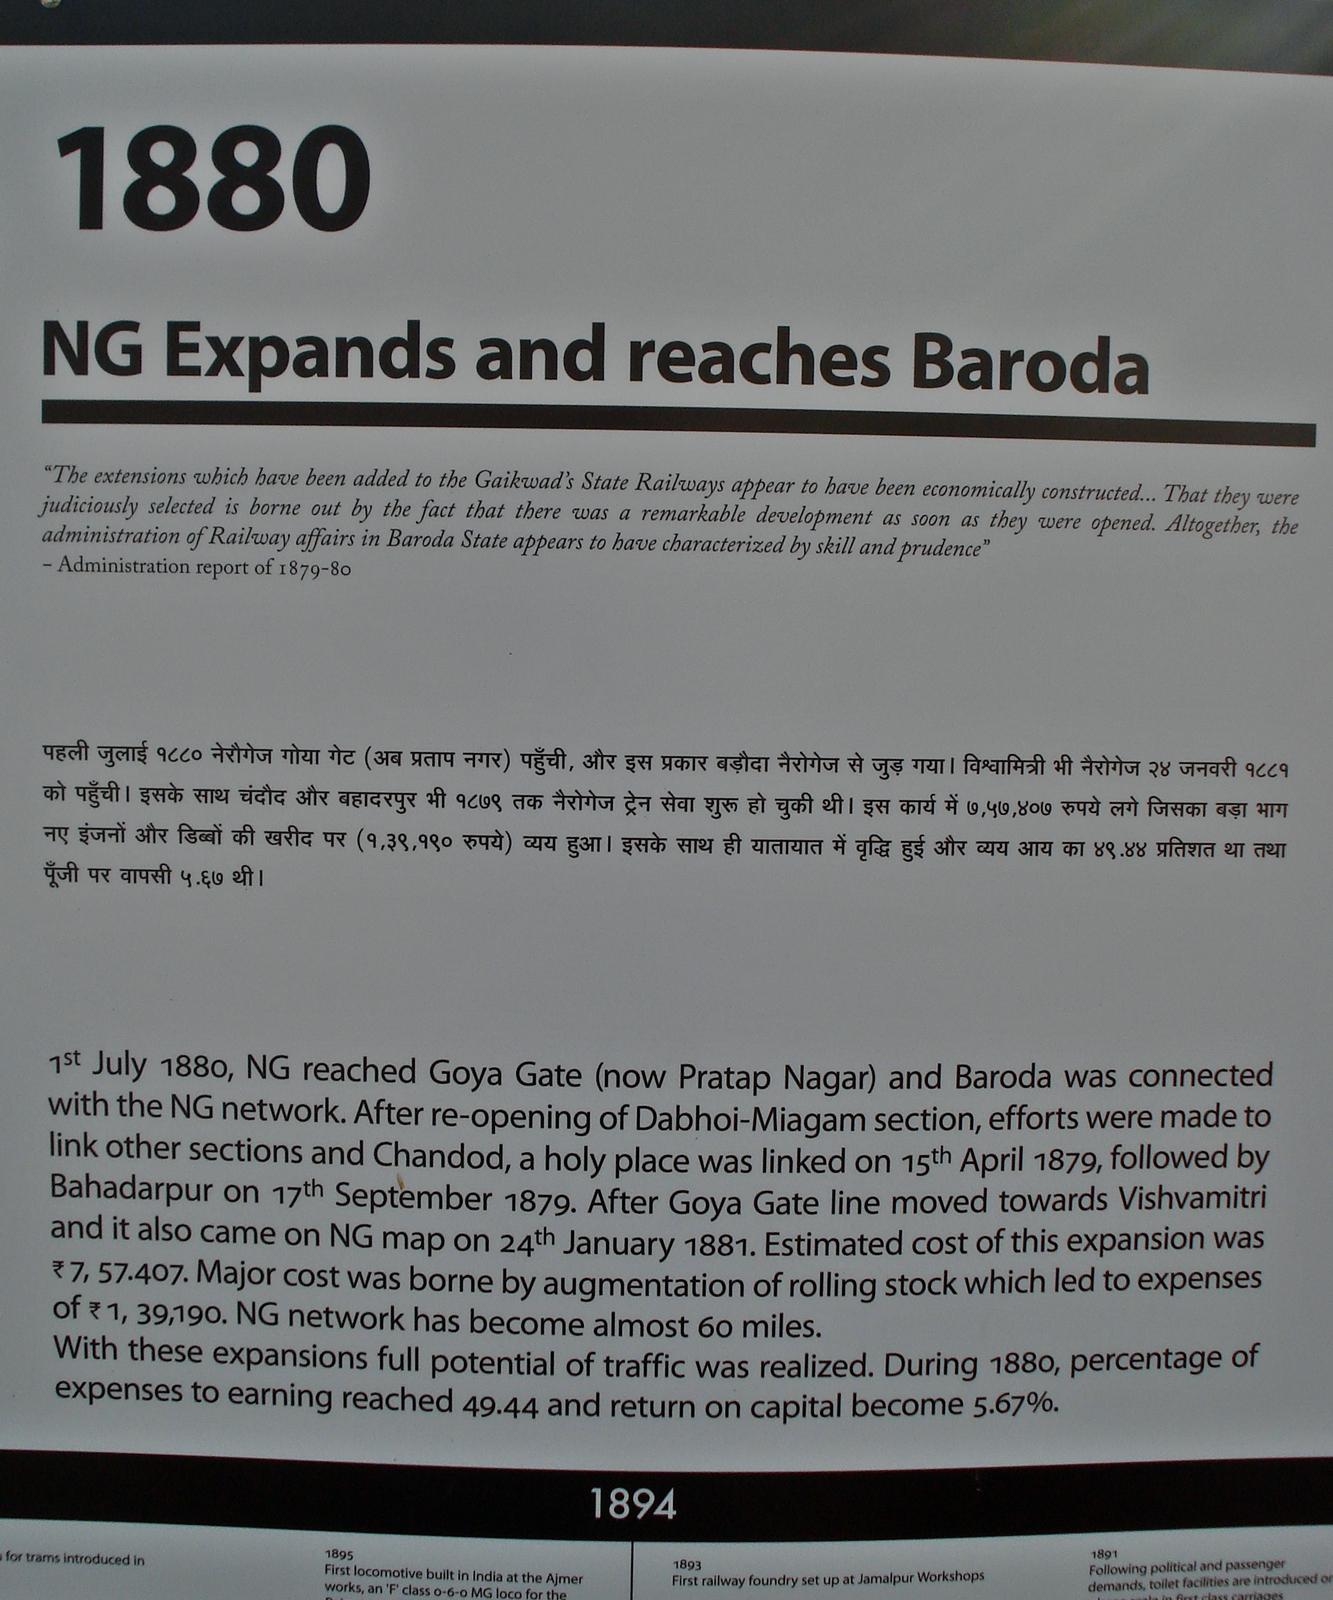 1880
NG Expands and reaches Baroda
“The extensions which have been added to the Gaikwad’s State Railways appear to have been economically constructed... That they were
judiciously selected is borne out by the fact that there was a remarkable development as soon as they were opened. Altogether, the
administration of Railway affairs in Baroda State appears to have characterized by skill and prudence”
– Administration report of 1879-80
पहली जुलाई १८८० नेरौगेज गोया गेट (अब प्रताप नगर) पहुँची, और इस प्रकार बड़ौदा नैरोगेज से जुड़ गया। विश्वामित्री भी नैरोगेज २४ जनवरी १८८१
को पहुँची। इसके साथ चंदौद और बहादरपुर भी १८७९ तक नैरोगेज ट्रेन सेवा शुरू हो चुकी थी। इस कार्य में ७,५७,४०७ रुपये लगे जिसका बड़ा भाग
नए इंजनों और डिब्बों की खरीद पर (१,३९,१९० रुपये) व्यय हुआ। इसके साथ ही यातायात में वृद्धि हुई और व्यय आय का ४९.४४ प्रतिशत था तथा
पूँजी पर वापसी ५.६७ थी।
1st July 1880, NG reached Goya Gate (now Pratap Nagar) and Baroda was connected
with the NG network. After re-opening of Dabhoi-Miagam section, efforts were made to
link other sections and Chandod, a holy place was linked on 15th April 1879, followed by
Bahadarpur on 17th September 1879. After Goya Gate line moved towards Vishvamitri
and it also came on NG map on 24th January 1881. Estimated cost of this expansion was
₹7, 57.407. Major cost was borne by augmentation of rolling stock which led to expenses
of ₹1, 39,190. NG network has become almost 60 miles.
With these expansions full potential of traffic was realized. During 1880, percentage of
expenses to earning reached 49.44 and return on capital become 5.67%.
1894
for trams introduced in
1895
First locomotive built in India at the Ajmer
works, an 'F' class 0-6-0 MG loco for the
1893
First railway foundry set up at Jamalpur Workshops
1891
Following political and passenger
demands, toilet facilities are introduced
in first class carriages